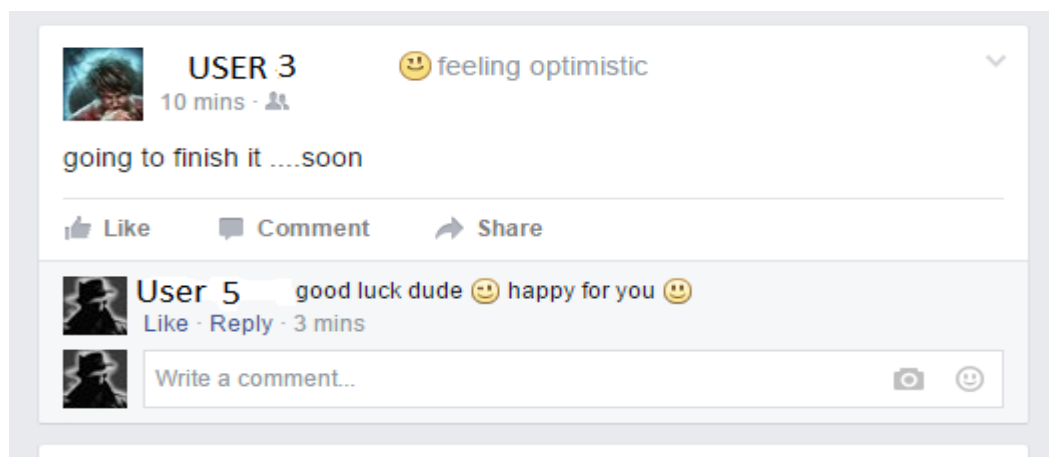 USER 3 feeling optimistic
10 mins ·
going to finish it ....soon
Like Comment Share
User 5 good luck dude happy for you
Like · Reply · 3 mins
Write a comment...